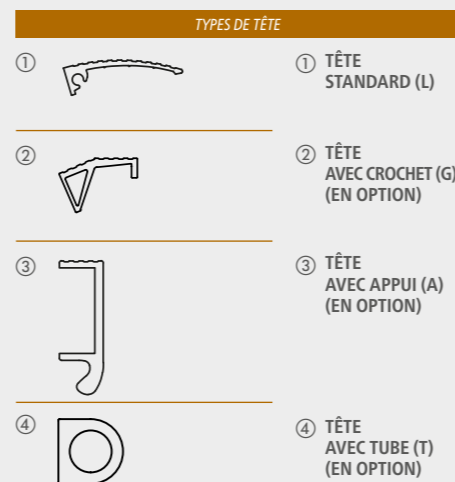 TYPES DE TÊTE
①
① TÊTE
STANDARD (L)
②
② TÊTE
AVEC CROCHET (G)
(EN OPTION)
③
③ TÊTE
AVEC APPUI (A)
(EN OPTION)
④
④ TÊTE
AVEC TUBE (T)
(EN OPTION)